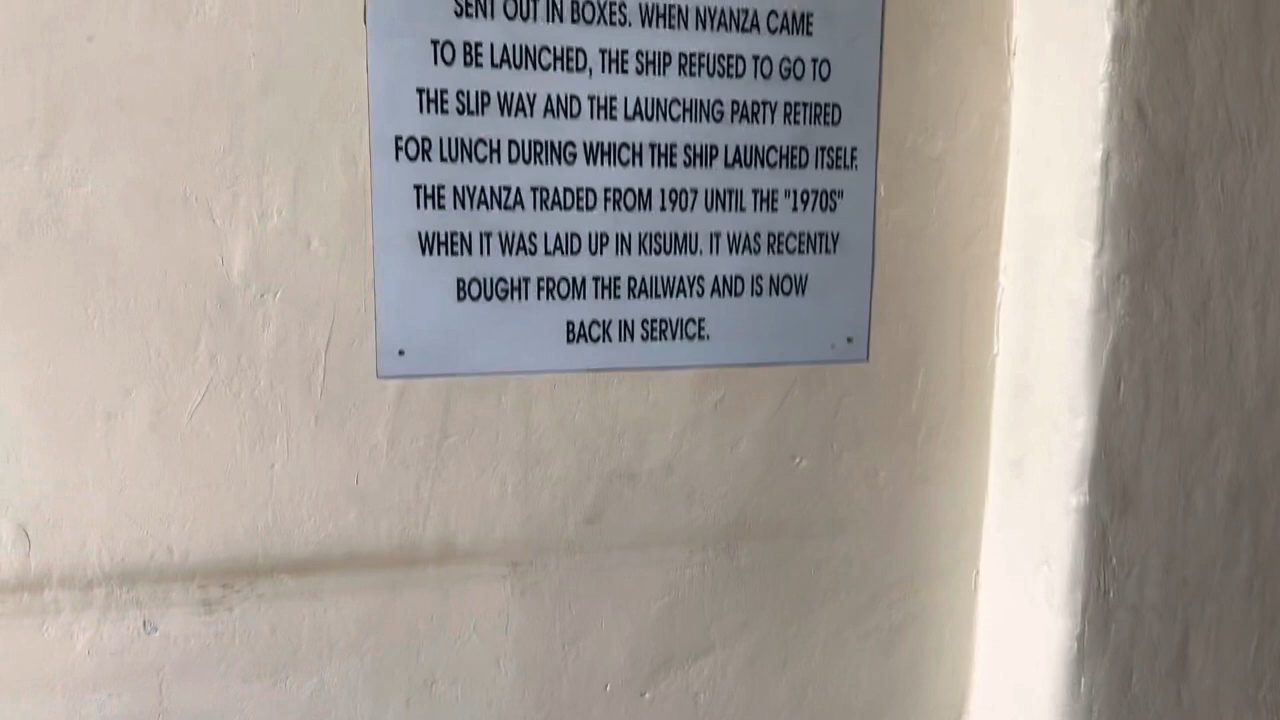 SENT OUT IN BOXES. WHEN NYANZA CAME
TO BE LAUNCHED, THE SHIP REFUSED TO GO TO
THE SLIP WAY AND THE LAUNCHING PARTY RETIRED
FOR LUNCH DURING WHICH THE SHIP LAUNCHED ITSELF.
THE NYANZA TRADED FROM 1907 UNTIL THE "1970S"
WHEN IT WAS LAID UP IN KISUMU. IT WAS RECENTLY
BOUGHT FROM THE RAILWAYS AND IS NOW
BACK IN SERVICE.